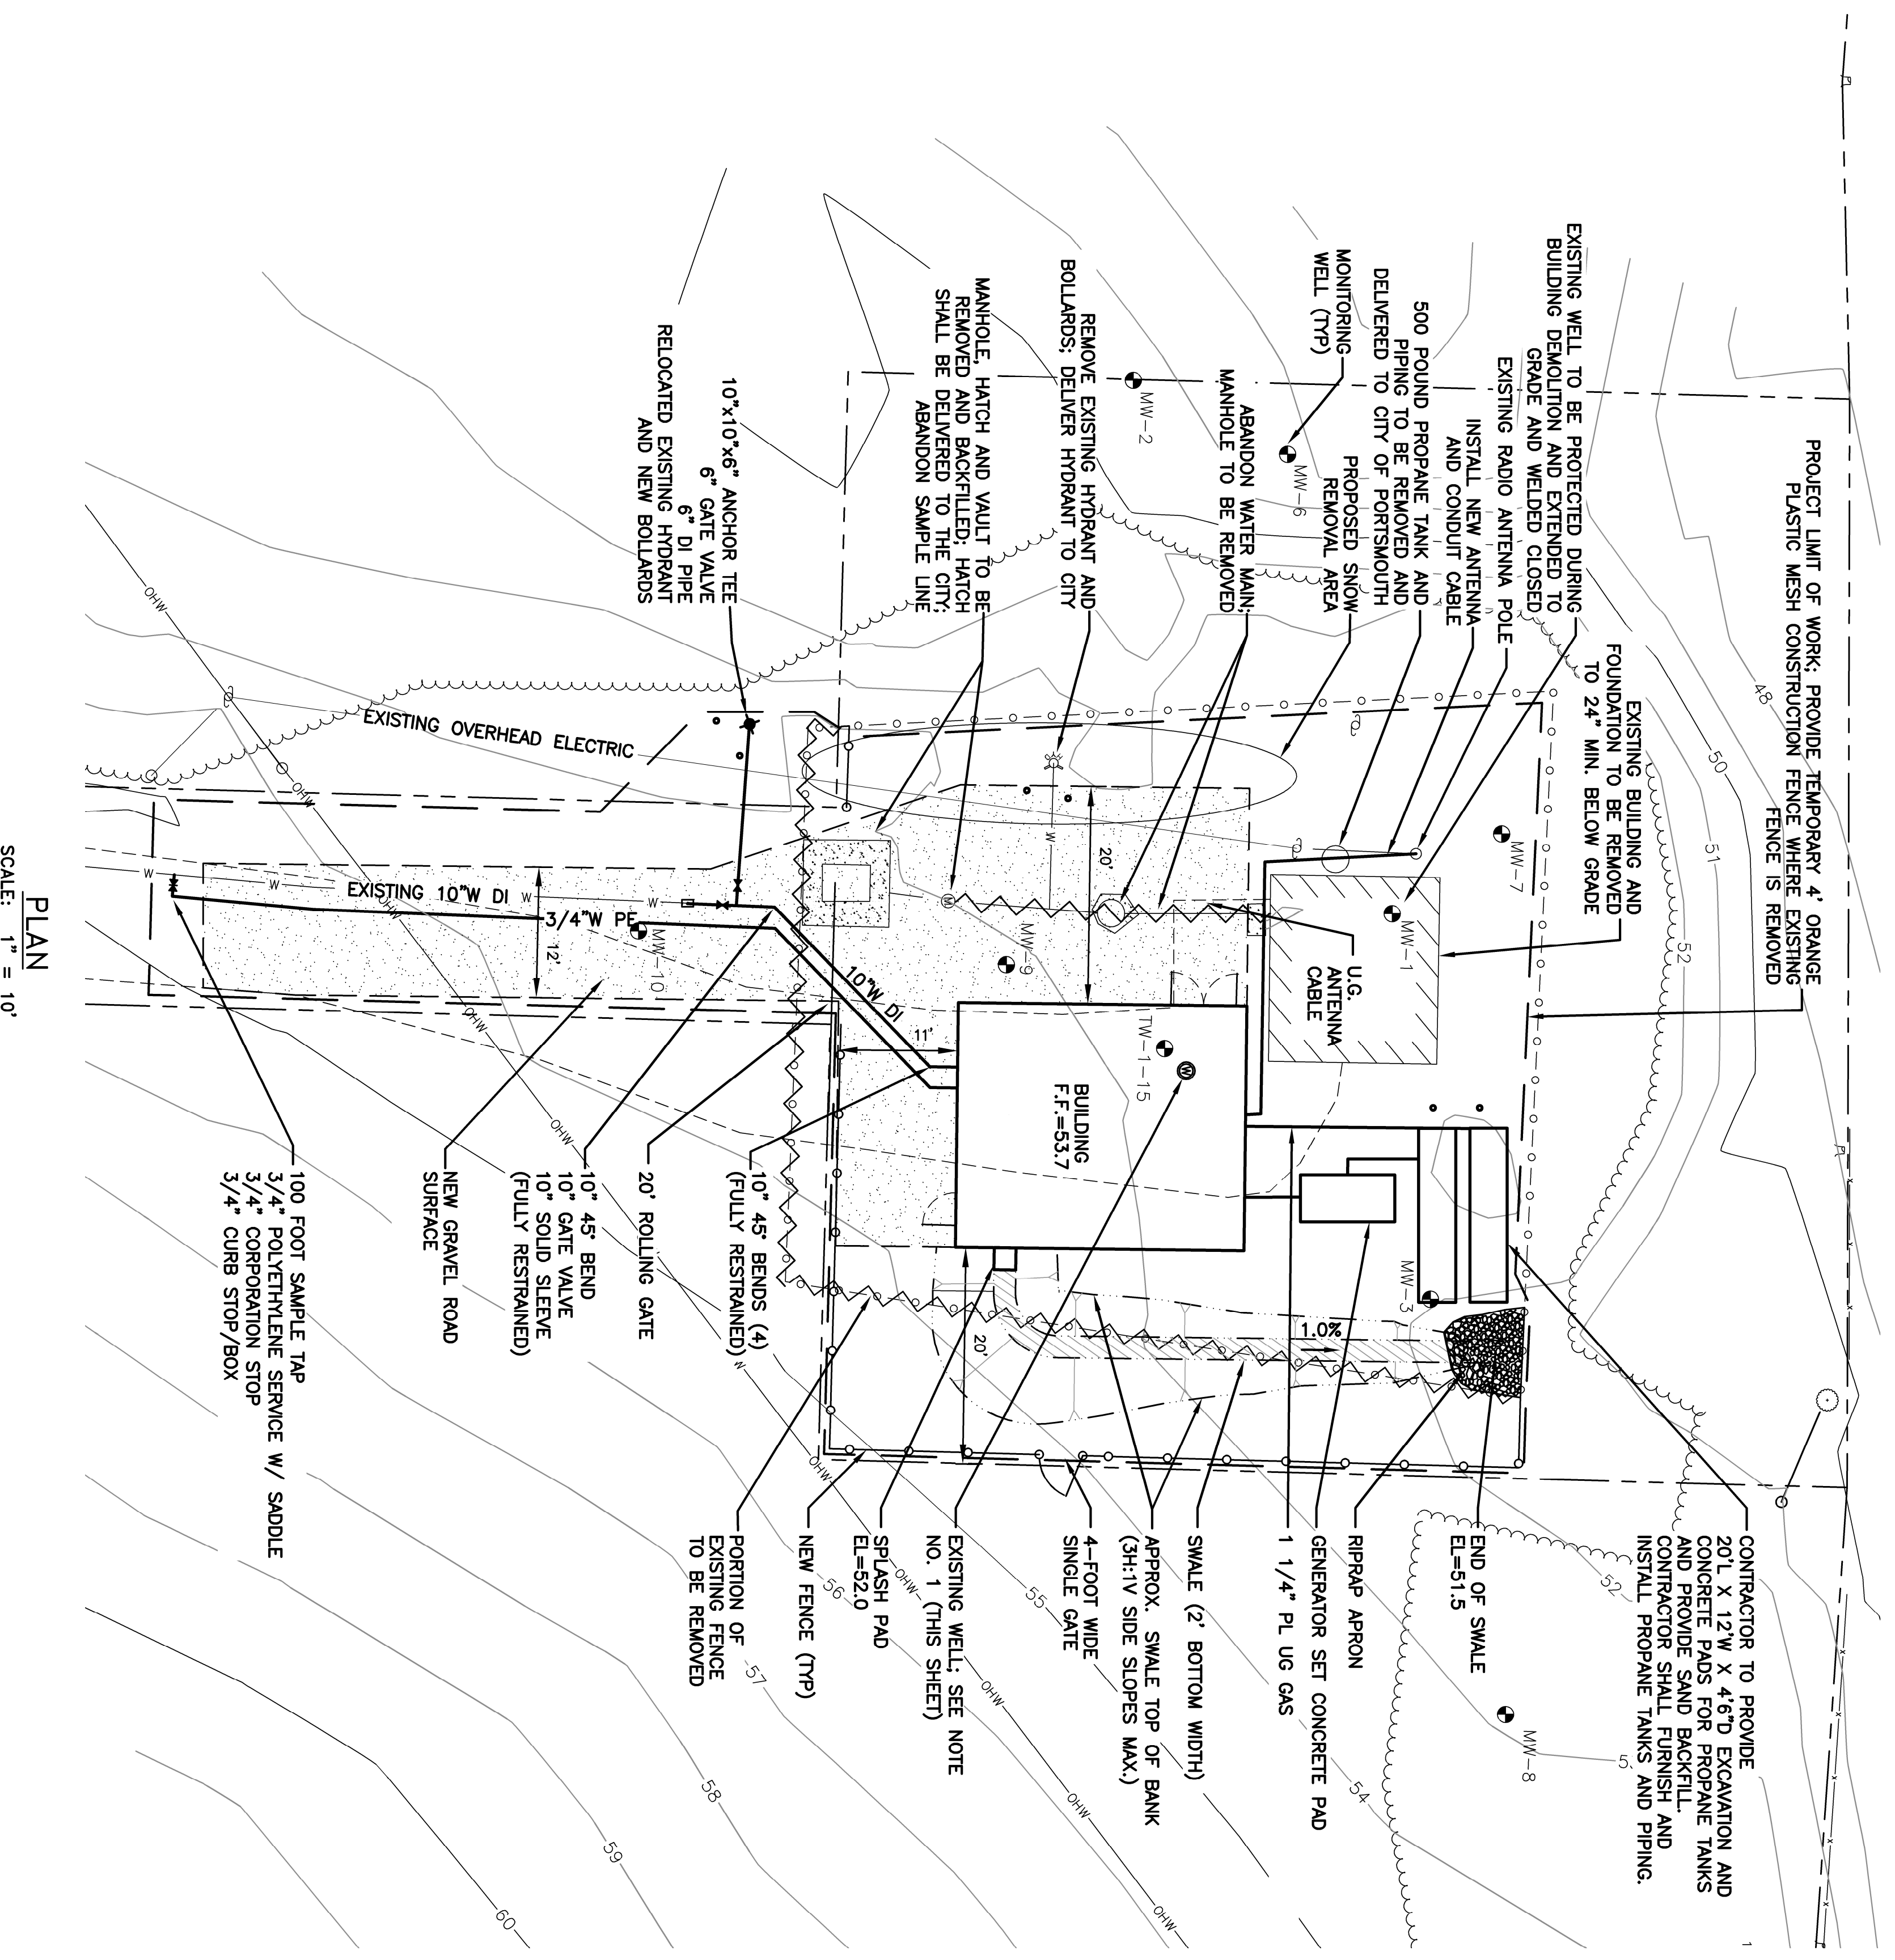 PROJECT LIMIT OF WORK; PROVIDE TEMPORARY 4' ORANGE
PLASTIC MESH CONSTRUCTION FENCE WHERE EXISTING
FENCE IS REMOVED
EXISTING BUILDING AND
FOUNDATION TO BE REMOVED
TO 24" MIN. BELOW GRADE
EXISTING WELL TO BE PROTECTED DURING
BUILDING DEMOLITION AND EXTENDED TO
GRADE AND WELDED CLOSED
EXISTING RADIO ANTENNA POLE
INSTALL NEW ANTENNA
AND CONDUIT CABLE
500 POUND PROPANE TANK AND
PIPING TO BE REMOVED AND
DELIVERED TO CITY OF PORTSMOUTH
PROPOSED SNOW
REMOVAL AREA
MONITORING
WELL (TYP)
ABANDON WATER MAIN;
MANHOLE TO BE REMOVED
REMOVE EXISTING HYDRANT AND
BOLLARDS; DELIVER HYDRANT TO CITY
MANHOLE, HATCH AND VAULT TO BE
REMOVED AND BACKFILLED; HATCH
SHALL BE DELIVERED TO THE CITY;
ABANDON SAMPLE LINE
10"x10"x6" ANCHOR TEE
6" GATE VALVE
6" DI PIPE
RELOCATED EXISTING HYDRANT
AND NEW BOLLARDS
CONTRACTOR TO PROVIDE
20'L X 12'W X 4'6"D EXCAVATION AND
CONCRETE PADS FOR PROPANE TANKS
AND PROVIDE SAND BACKFILL.
CONTRACTOR SHALL FURNISH AND
INSTALL PROPANE TANKS AND PIPING.
END OF SWALE
EL=51.5
RIPRAP APRON
GENERATOR SET CONCRETE PAD
1 1/4" PL UG GAS
SWALE (2' BOTTOM WIDTH)
APPROX. SWALE TOP OF BANK
(3H:1V SIDE SLOPES MAX.)
4-FOOT WIDE
SINGLE GATE
EXISTING WELL; SEE NOTE
NO. 1 (THIS SHEET)
SPLASH PAD
EL=52.0
NEW FENCE (TYP)
PORTION OF
EXISTING FENCE
TO BE REMOVED
10" 45° BENDS (4)
(FULLY RESTRAINED)
20' ROLLING GATE
10" 45° BEND
10" GATE VALVE
10" SOLID SLEEVE
(FULLY RESTRAINED)
NEW GRAVEL ROAD
SURFACE
100 FOOT SAMPLE TAP
3/4" POLYETHYLENE SERVICE W/ SADDLE
3/4" CORPORATION STOP
3/4" CURB STOP/BOX
U.G.
ANTENNA
CABLE
BUILDING
F.F.=53.7
1.0%
20'
20'
11'
12'
10"W DI
3/4"W PE
EXISTING 10"W DI
EXISTING OVERHEAD ELECTRIC
MW-1
MW-2
MW-3
MW-6
MW-7
MW-8
MW-9
MW-10
TW-1-15
W
W
W
W
W
W
M
W
OHW
OHW
OHW
OHW
OHW
OHW
OHW
OHW
OHW
OHW
48
50
51
52
52
54
55
56
57
58
59
60
PLAN
SCALE: 1" = 10'